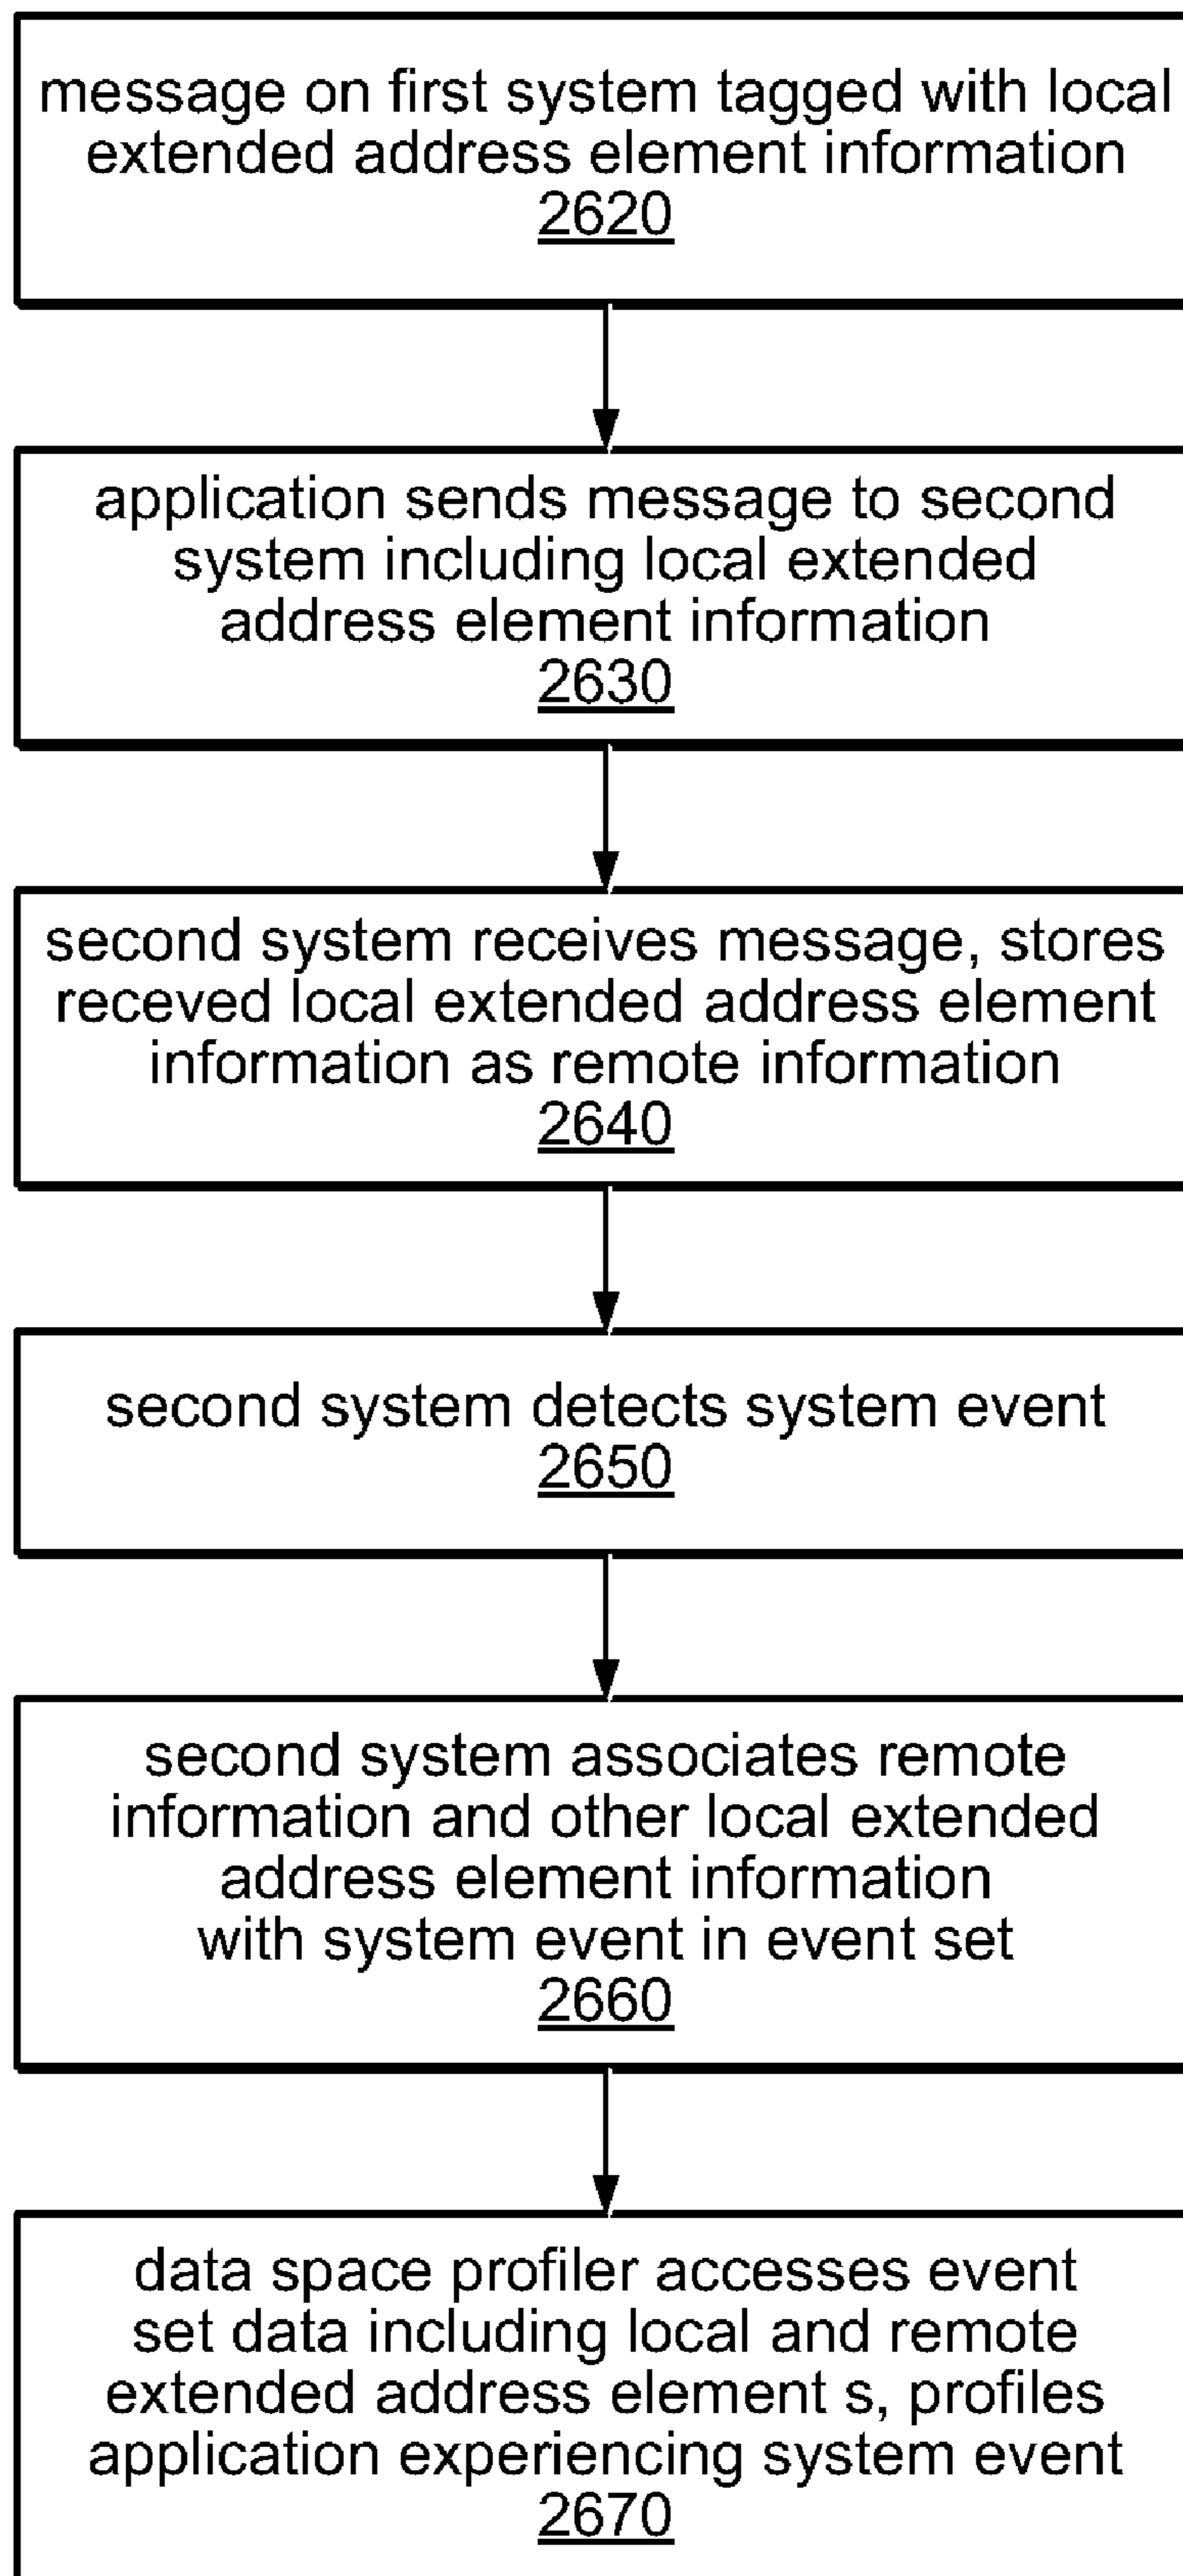 message on first system tagged with local
extended address element information
2620
application sends message to second
system including local extended
address element information
2630
second system receives message, stores
receved local extended address element
information as remote information
2640
second system detects system event
2650
second system associates remote
information and other local extended
address element information
with system event in event set
2660
data space profiler accesses event
set data including local and remote
extended address element s, profiles
application experiencing system event
2670